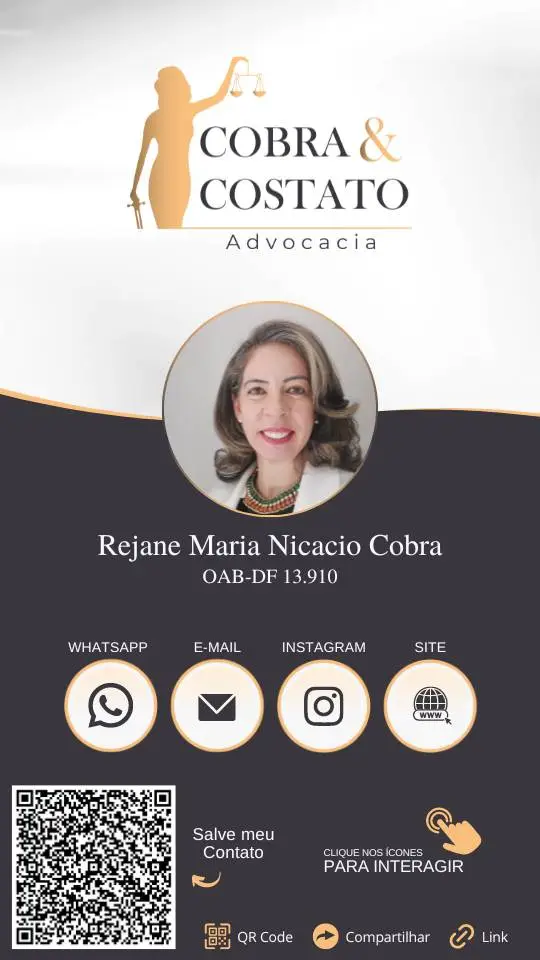 COBRA &
COSTATO
Advocacia
Rejane Maria Nicacio Cobra
OAB-DF 13.910
WHATSAPP
E-MAIL
INSTAGRAM
SITE
WWW
Salve meu
Contato
CLIQUE NOS ÍCONES
PARA INTERAGIR
QR Code
Compartilhar
Link